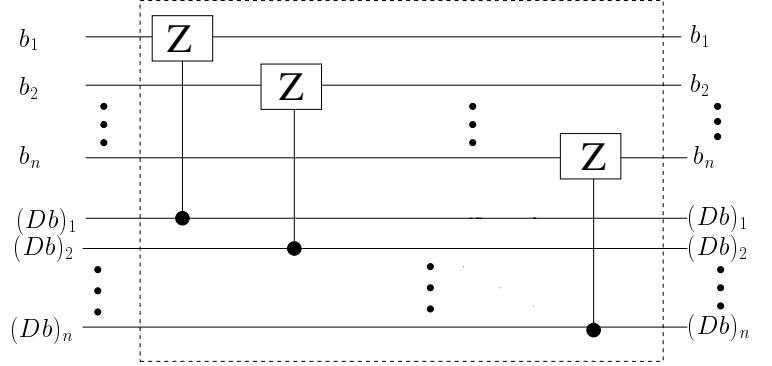 b₁ Z b₁
b₂ Z b₂
bₙ Z bₙ
(Db)₁ (Db)₁
(Db)₂ (Db)₂
(Db)ₙ (Db)ₙ